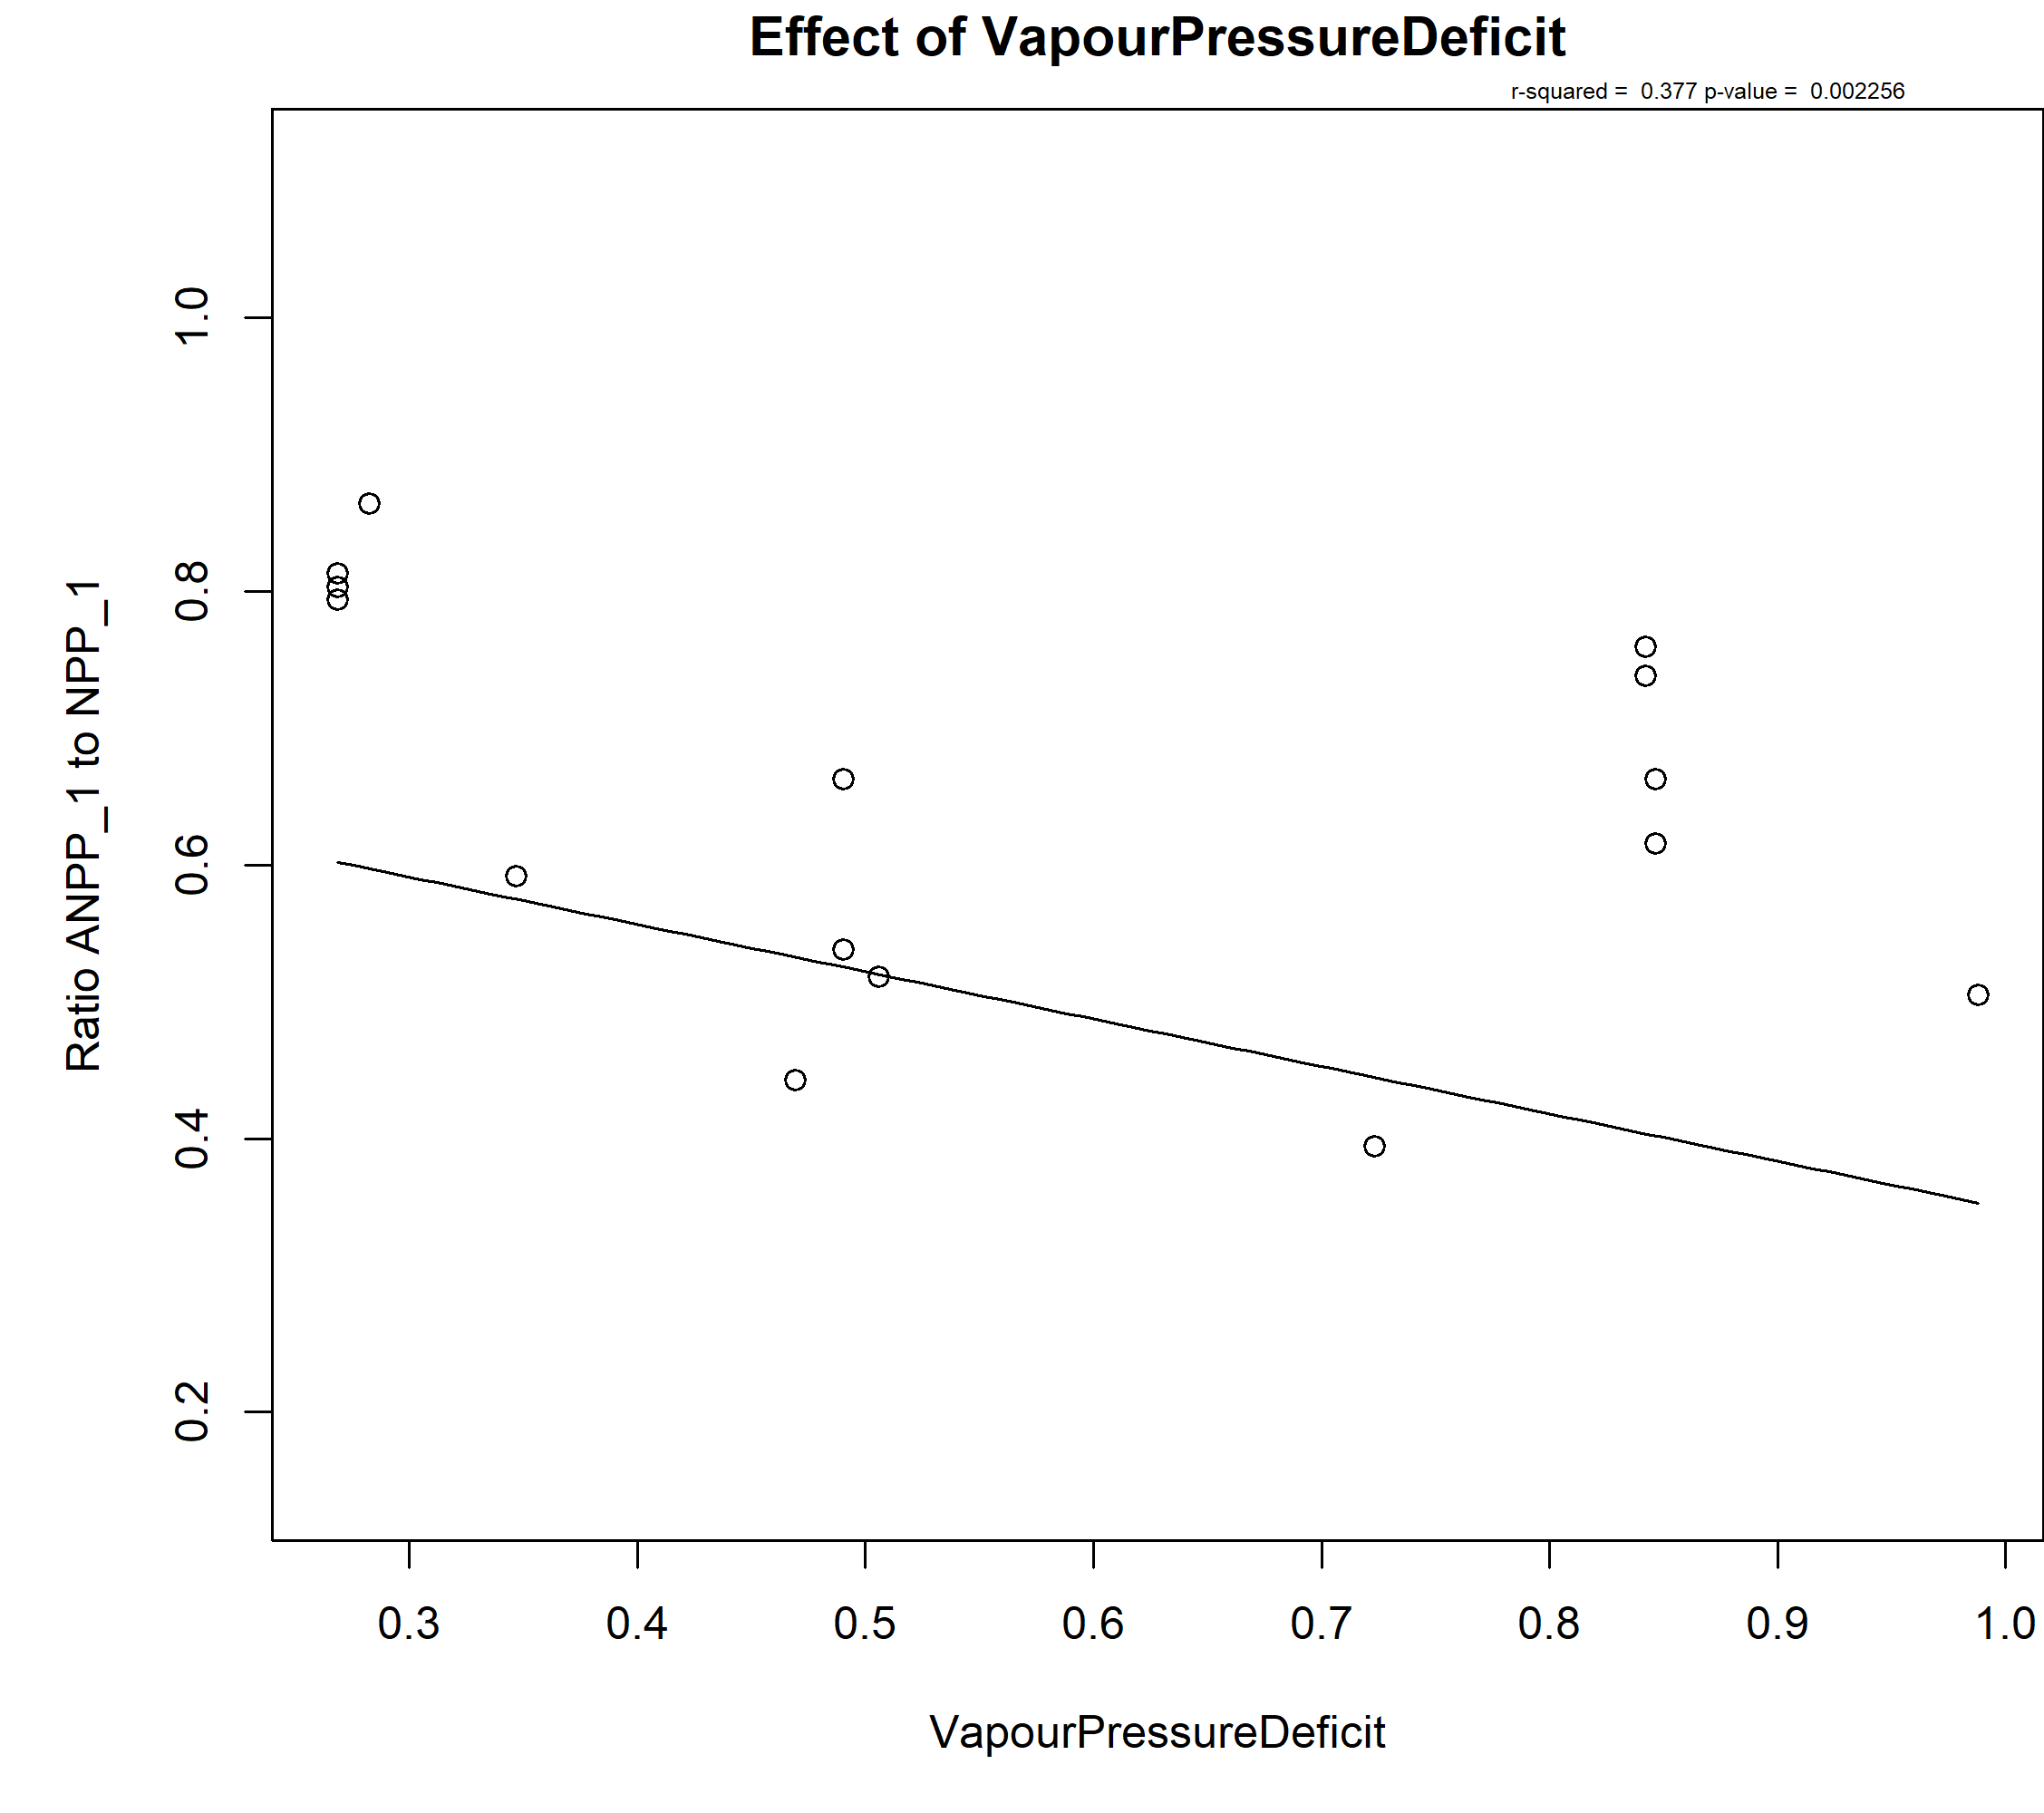 Effect of VapourPressureDeficit
r-squared = 0.377 p-value = 0.002256
Ratio ANPP_1 to NPP_1
1.0
0.8
0.6
0.4
0.2
0.3 0.4 0.5 0.6 0.7 0.8 0.9 1.0
VapourPressureDeficit